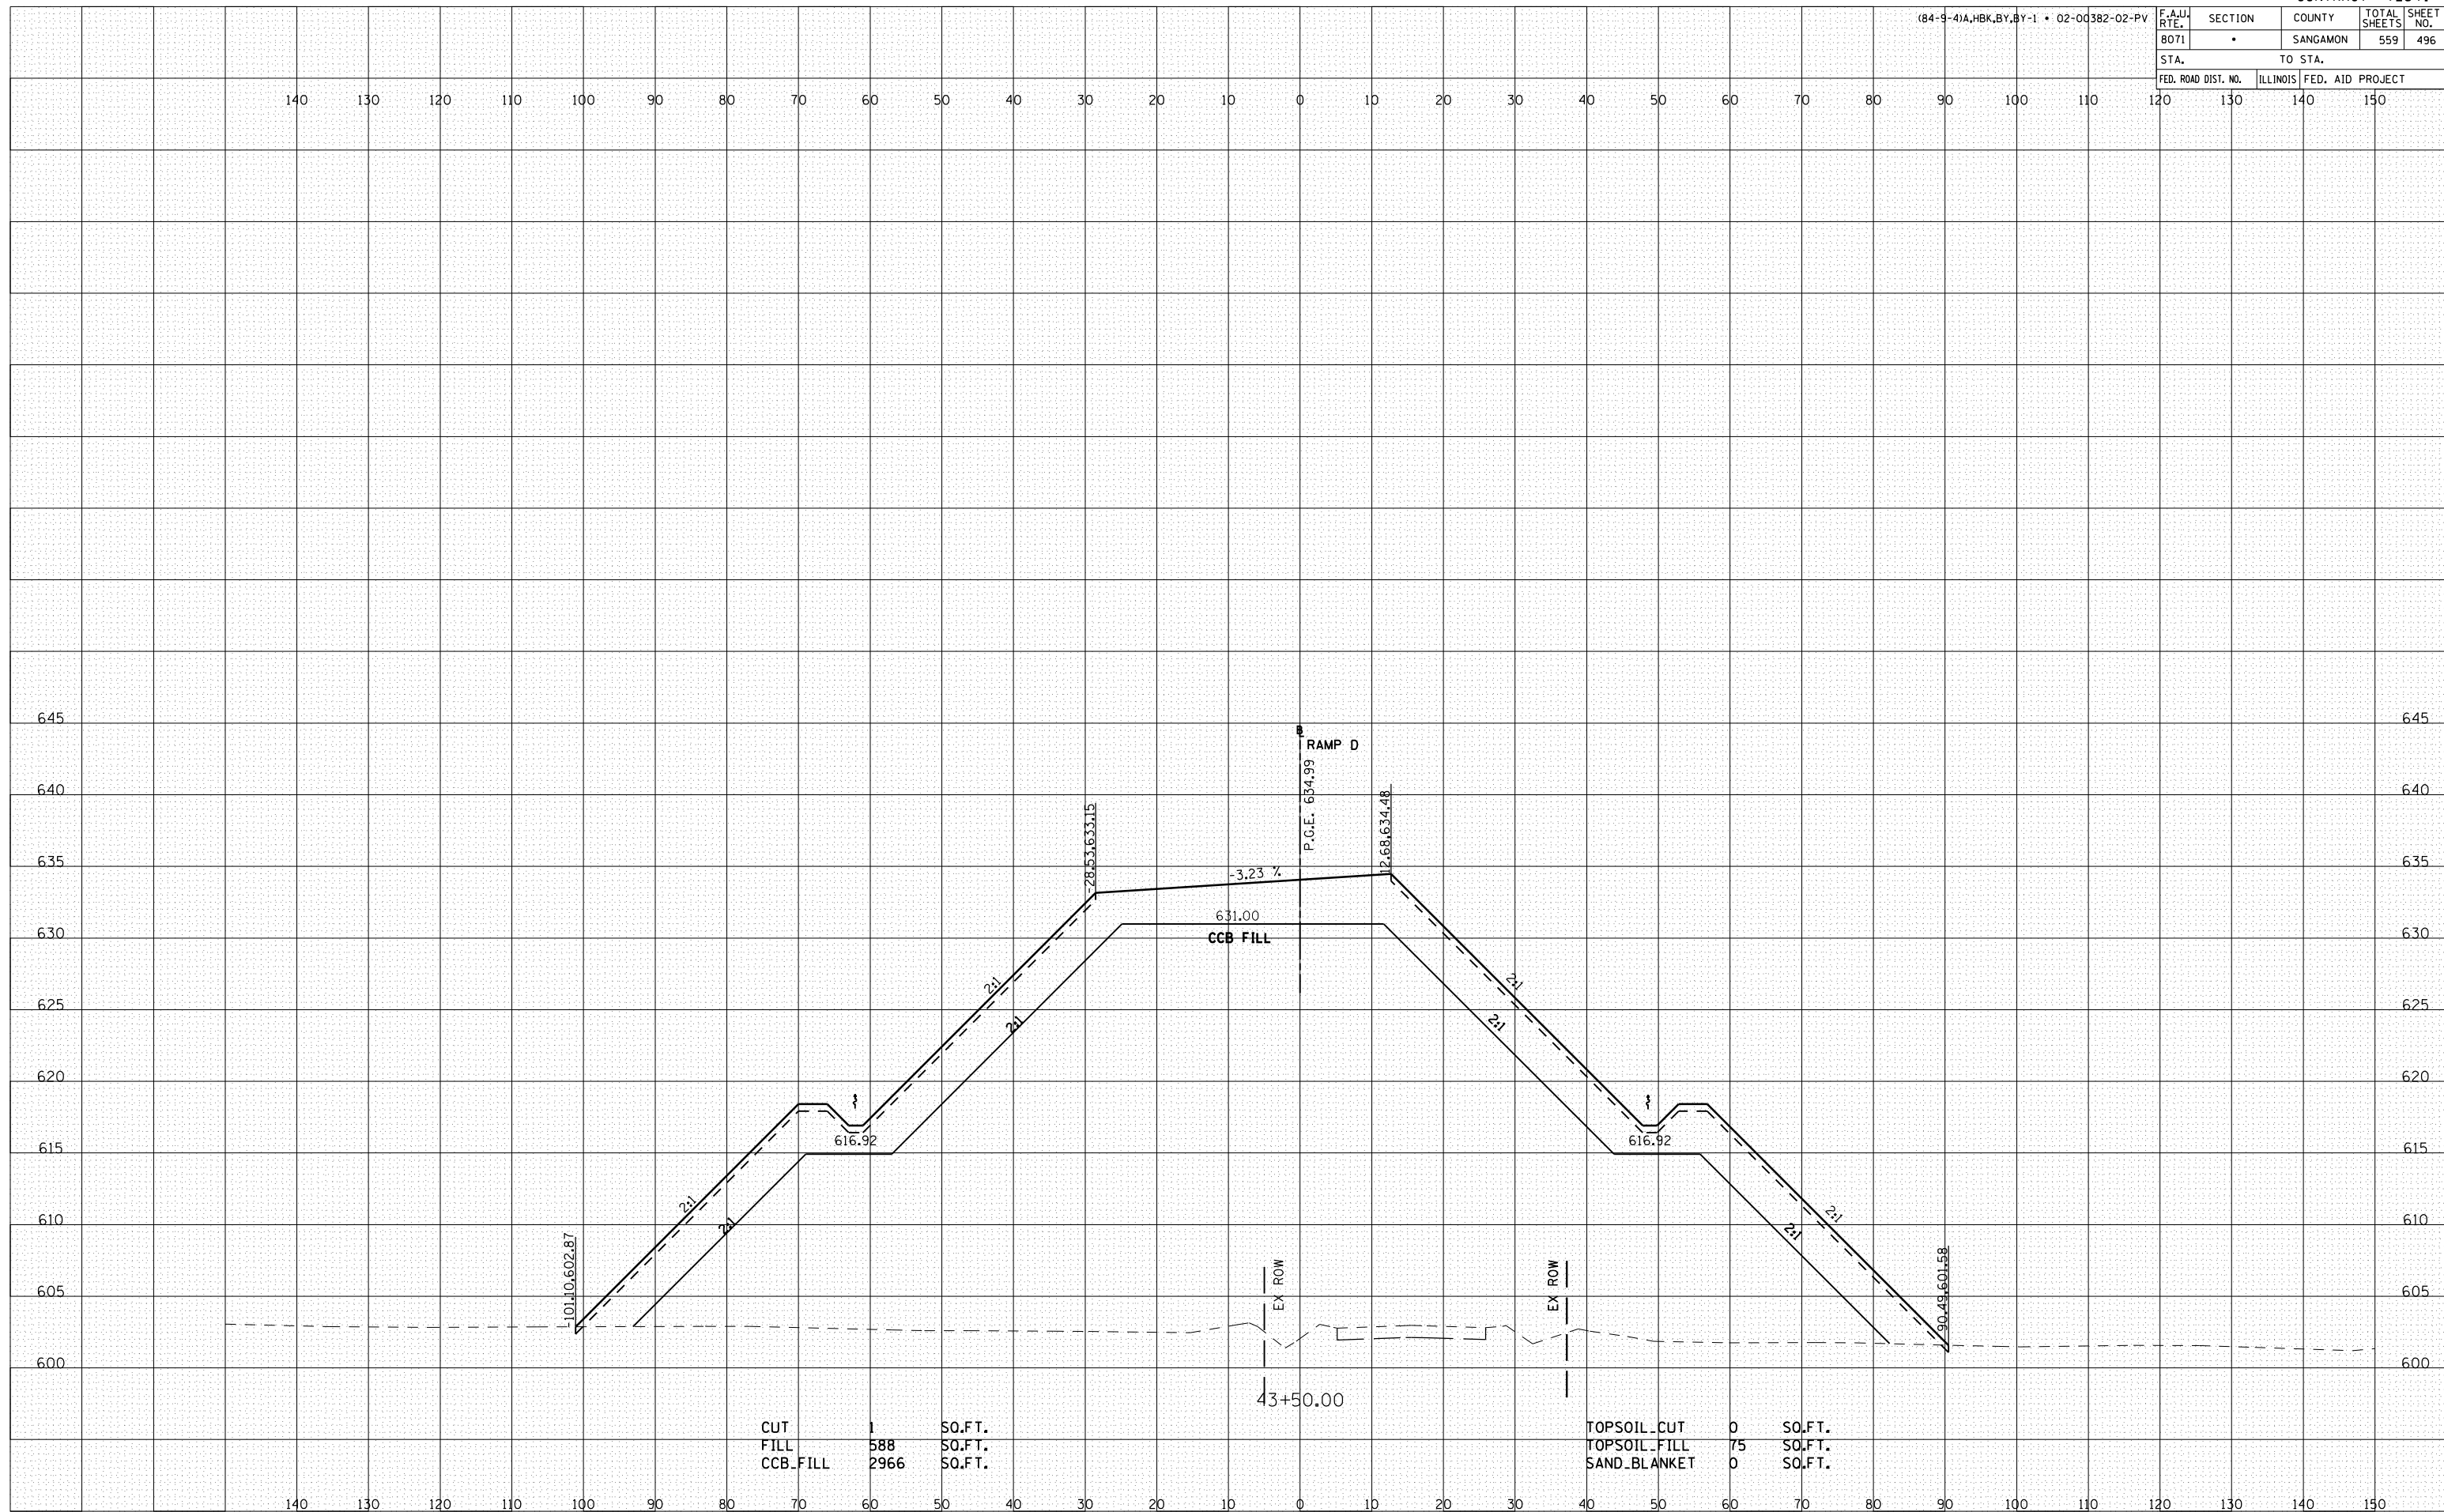 (84-9-4)A,HBK,BY,BY-1 • 02-00382-02-PV
F.A.U. RTE. SECTION COUNTY TOTAL SHEETS SHEET NO.
8071 • SANGAMON 559 496
STA. TO STA.
FED. ROAD DIST. NO. ILLINOIS FED. AID PROJECT
140 130 120 110 100 90 80 70 60 50 40 30 20 10 0 10 20 30 40 50 60 70 80 90 100 110 120 130 140 150
645 645
RAMP D
P.G.E. 634.99
640 640
-28.53,633.15
12.68,634.48
635 635
-3.23 %
631.00
630 630
CCB FILL
2:1 2:1
625 625
2:1 2:1
620 620
616.92 616.92
615 615
2:1 2:1
610 610
2:1 2:1
-101.10,602.87
EX ROW
EX ROW
90.49,601.58
605 605
600 600
43+50.00
CUT 1 SQ.FT.
FILL 588 SQ.FT.
CCB_FILL 2966 SQ.FT.
TOPSOIL_CUT 0 SQ.FT.
TOPSOIL_FILL 75 SQ.FT.
SAND_BLANKET 0 SQ.FT.
140 130 120 110 100 90 80 70 60 50 40 30 20 10 0 10 20 30 40 50 60 70 80 90 100 110 120 130 140 150